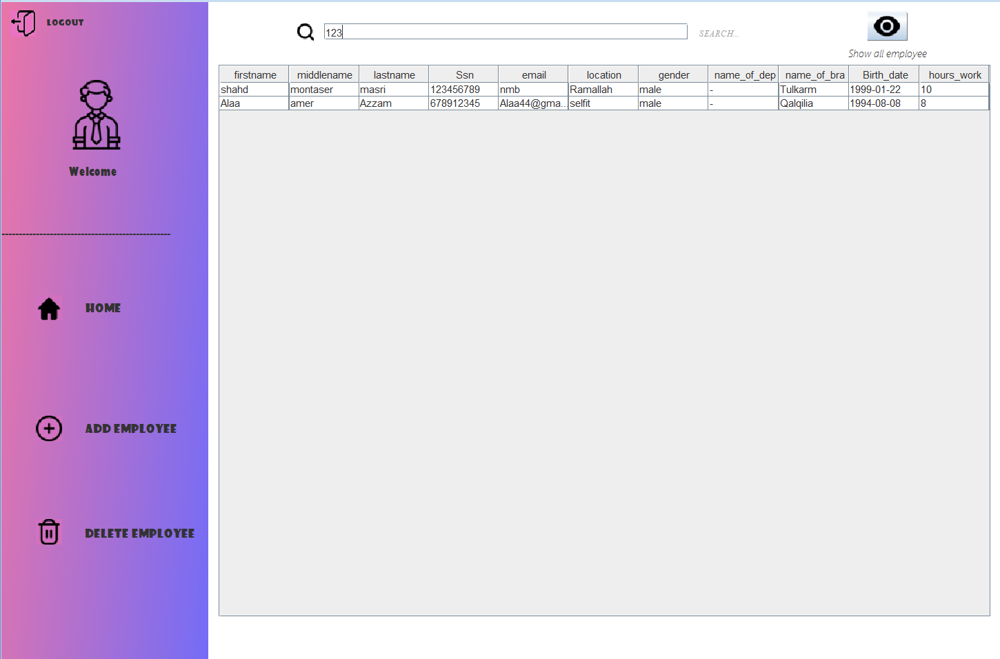 LOGOUT
Welcome
-------------------------------------------------
HOME
ADD EMPLOYEE
DELETE EMPLOYEE
123
SEARCH...
Show all employee
firstname middlename lastname Ssn email location gender name_of_dep name_of_bra Birth_date hours_work
shahd montaser masri 123456789 nmb Ramallah male - Tulkarm 1999-01-22 10
Alaa amer Azzam 678912345 Alaa44@gma... selfit male - Qalqilia 1994-08-08 8